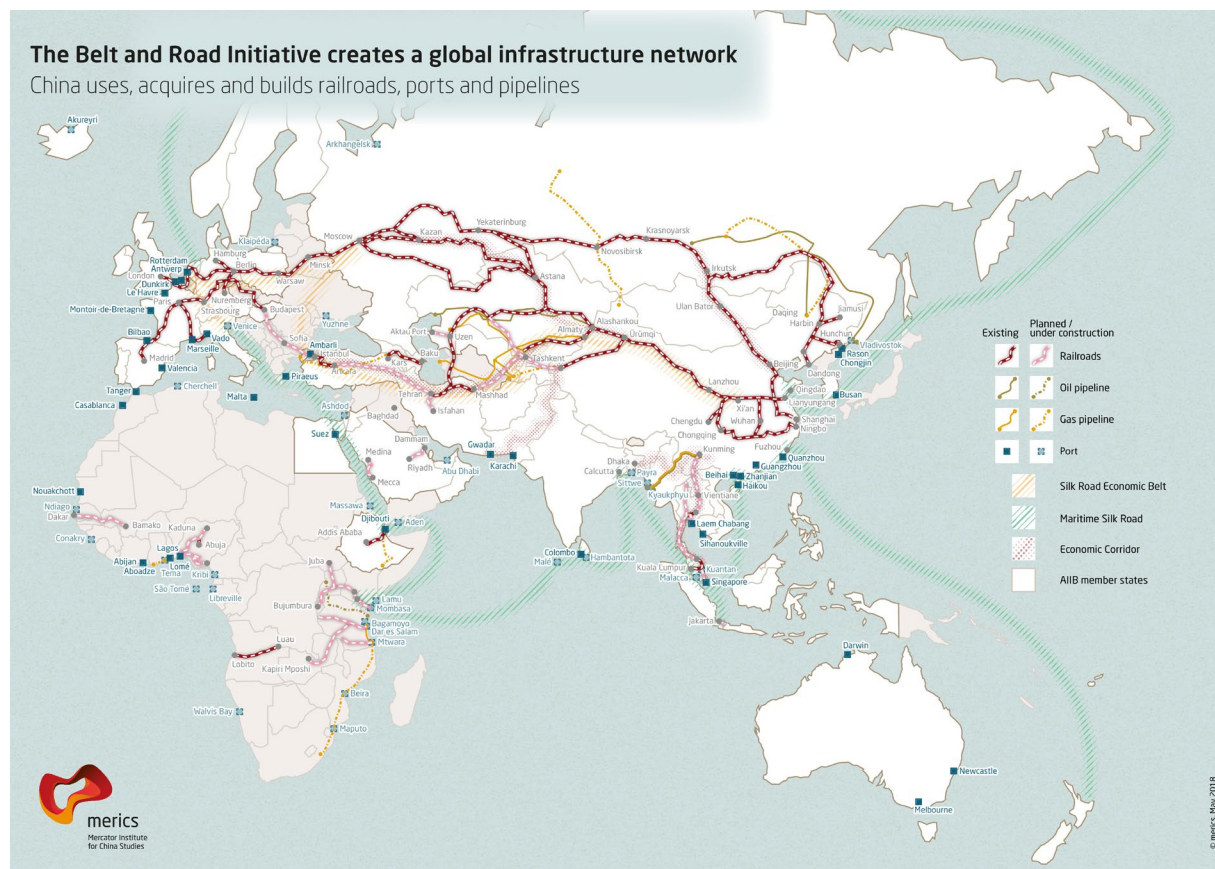 The Belt and Road Initiative creates a global infrastructure network
China uses, acquires and builds railroads, ports and pipelines
Akureyri
Arkhangelsk
Klaipėda
Moscow
Kazan
Yekaterinburg
Krasnoyarsk
Novosibirsk
Irkutsk
Rotterdam
Antwerp
Hamburg
Berlin
London
Dunkirk
Le Havre
Paris
Minsk
Warsaw
Nuremberg
Strasbourg
Budapest
Astana
Ulan Bator
Daqing
Jiamusi
Harbin
Hunchun
Vladivostok
Rason
Chongjin
Montoir-de-Bretagne
Bilbao
Madrid
Marseille
Vado
Venice
Yuzhne
Sofia
Ambarli
Istanbul
Ankara
Aktau Port
Uzen
Almaty
Alashankou
Ürümqi
Valencia
Cherchell
Piraeus
Malta
Kars
Baku
Tashkent
Tehran
Mashhad
Isfahan
Beijing
Dandong
Lanzhou
Qingdao
Lianyungang
Busan
Tanger
Casablanca
Ashdod
Baghdad
Suez
Dammam
Medina
Riyadh
Mecca
Abu Dhabi
Gwadar
Karachi
Xi'an
Wuhan
Chengdu
Chongqing
Shanghai
Ningbo
Fuzhou
Quanzhou
Guangzhou
Dhaka
Calcutta
Payra
Sittwe
Kunming
Beihai
Zhanjian
Haikou
Kyaukphyu
Vientiane
Nouakchott
Ndiago
Dakar
Bamako
Conakry
Kaduna
Abuja
Massawa
Djibouti
Aden
Addis Ababa
Laem Chabang
Sihanoukville
Abijan
Aboadze
Lagos
Lomé
Tema
Kribi
São Tomé
Libreville
Juba
Bujumbura
Lamu
Mombasa
Bagamoyo
Dar es Salam
Mtwara
Colombo
Hambantota
Malé
Kuala Lumpur
Kuantan
Malacca
Singapore
Jakarta
Luau
Lobito
Kapiri Mposhi
Beira
Walvis Bay
Maputo
Darwin
Newcastle
Melbourne
Existing
Planned /
under construction
Railroads
Oil pipeline
Gas pipeline
Port
Silk Road Economic Belt
Maritime Silk Road
Economic Corridor
AIIB member states
merics
Mercator Institute
for China Studies
© merics, May 2018